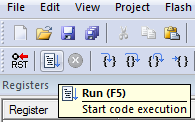 File Edit View Project Flash
RST
Registers
Run (F5)
Register
Start code execution